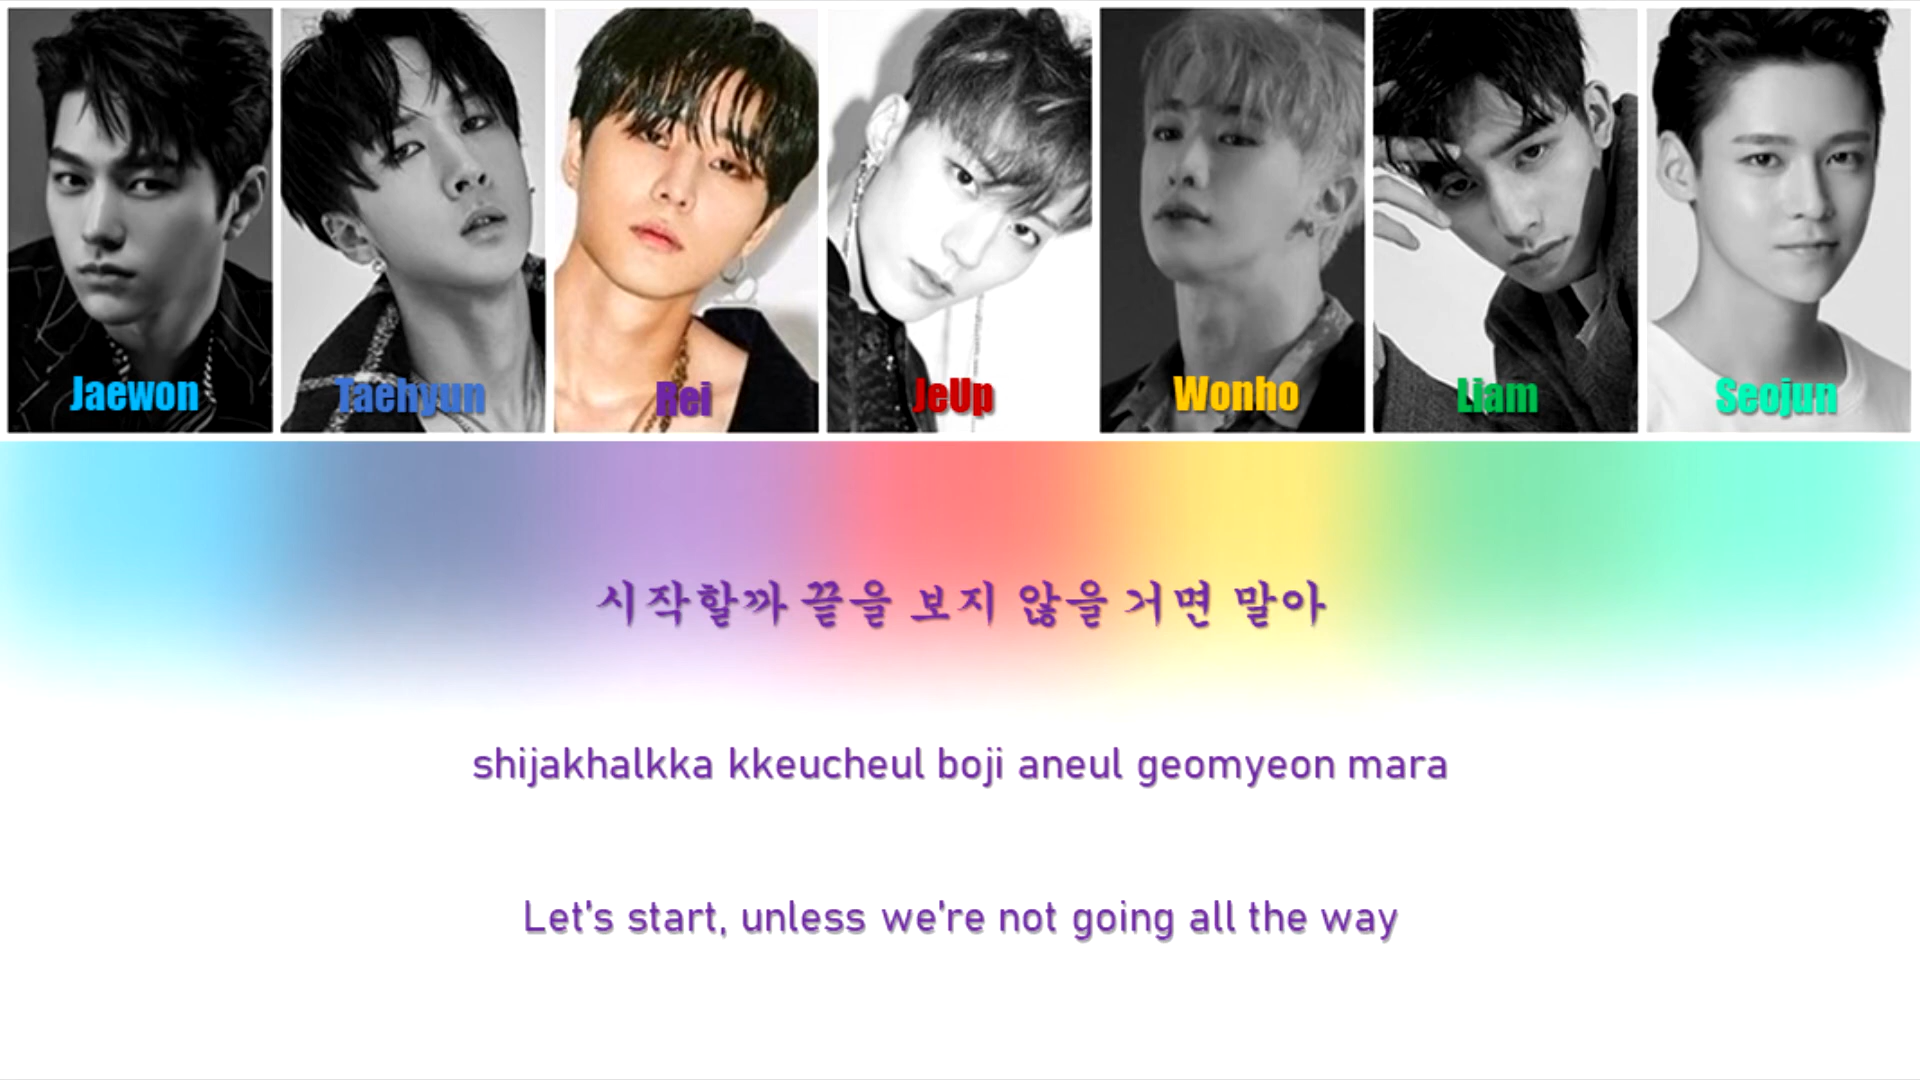 Jaewon Taehyun Rei JeUp Wonho Liam Seojun
시작할까 끝을 보지 않을 거면 말아
shijakhalkka kkeucheul boji aneul geomyeon mara
Let's start, unless we're not going all the way